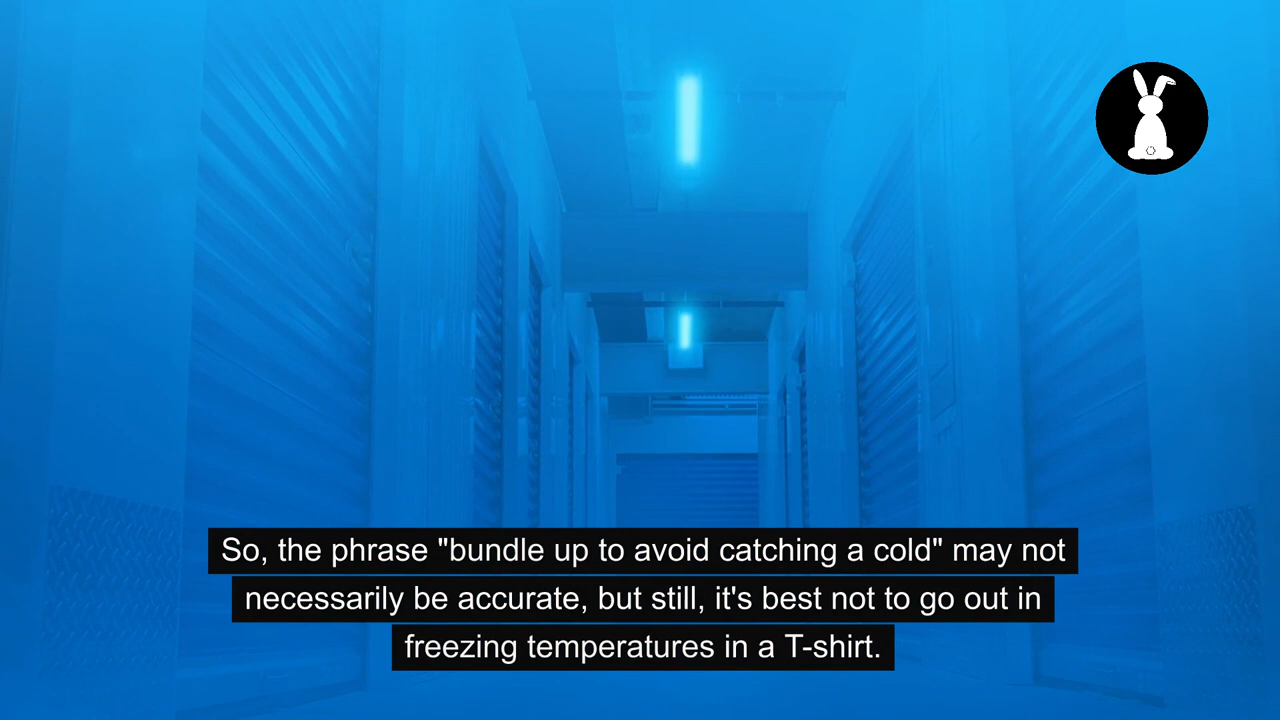 So, the phrase "bundle up to avoid catching a cold" may not
necessarily be accurate, but still, it's best not to go out in
freezing temperatures in a T-shirt.